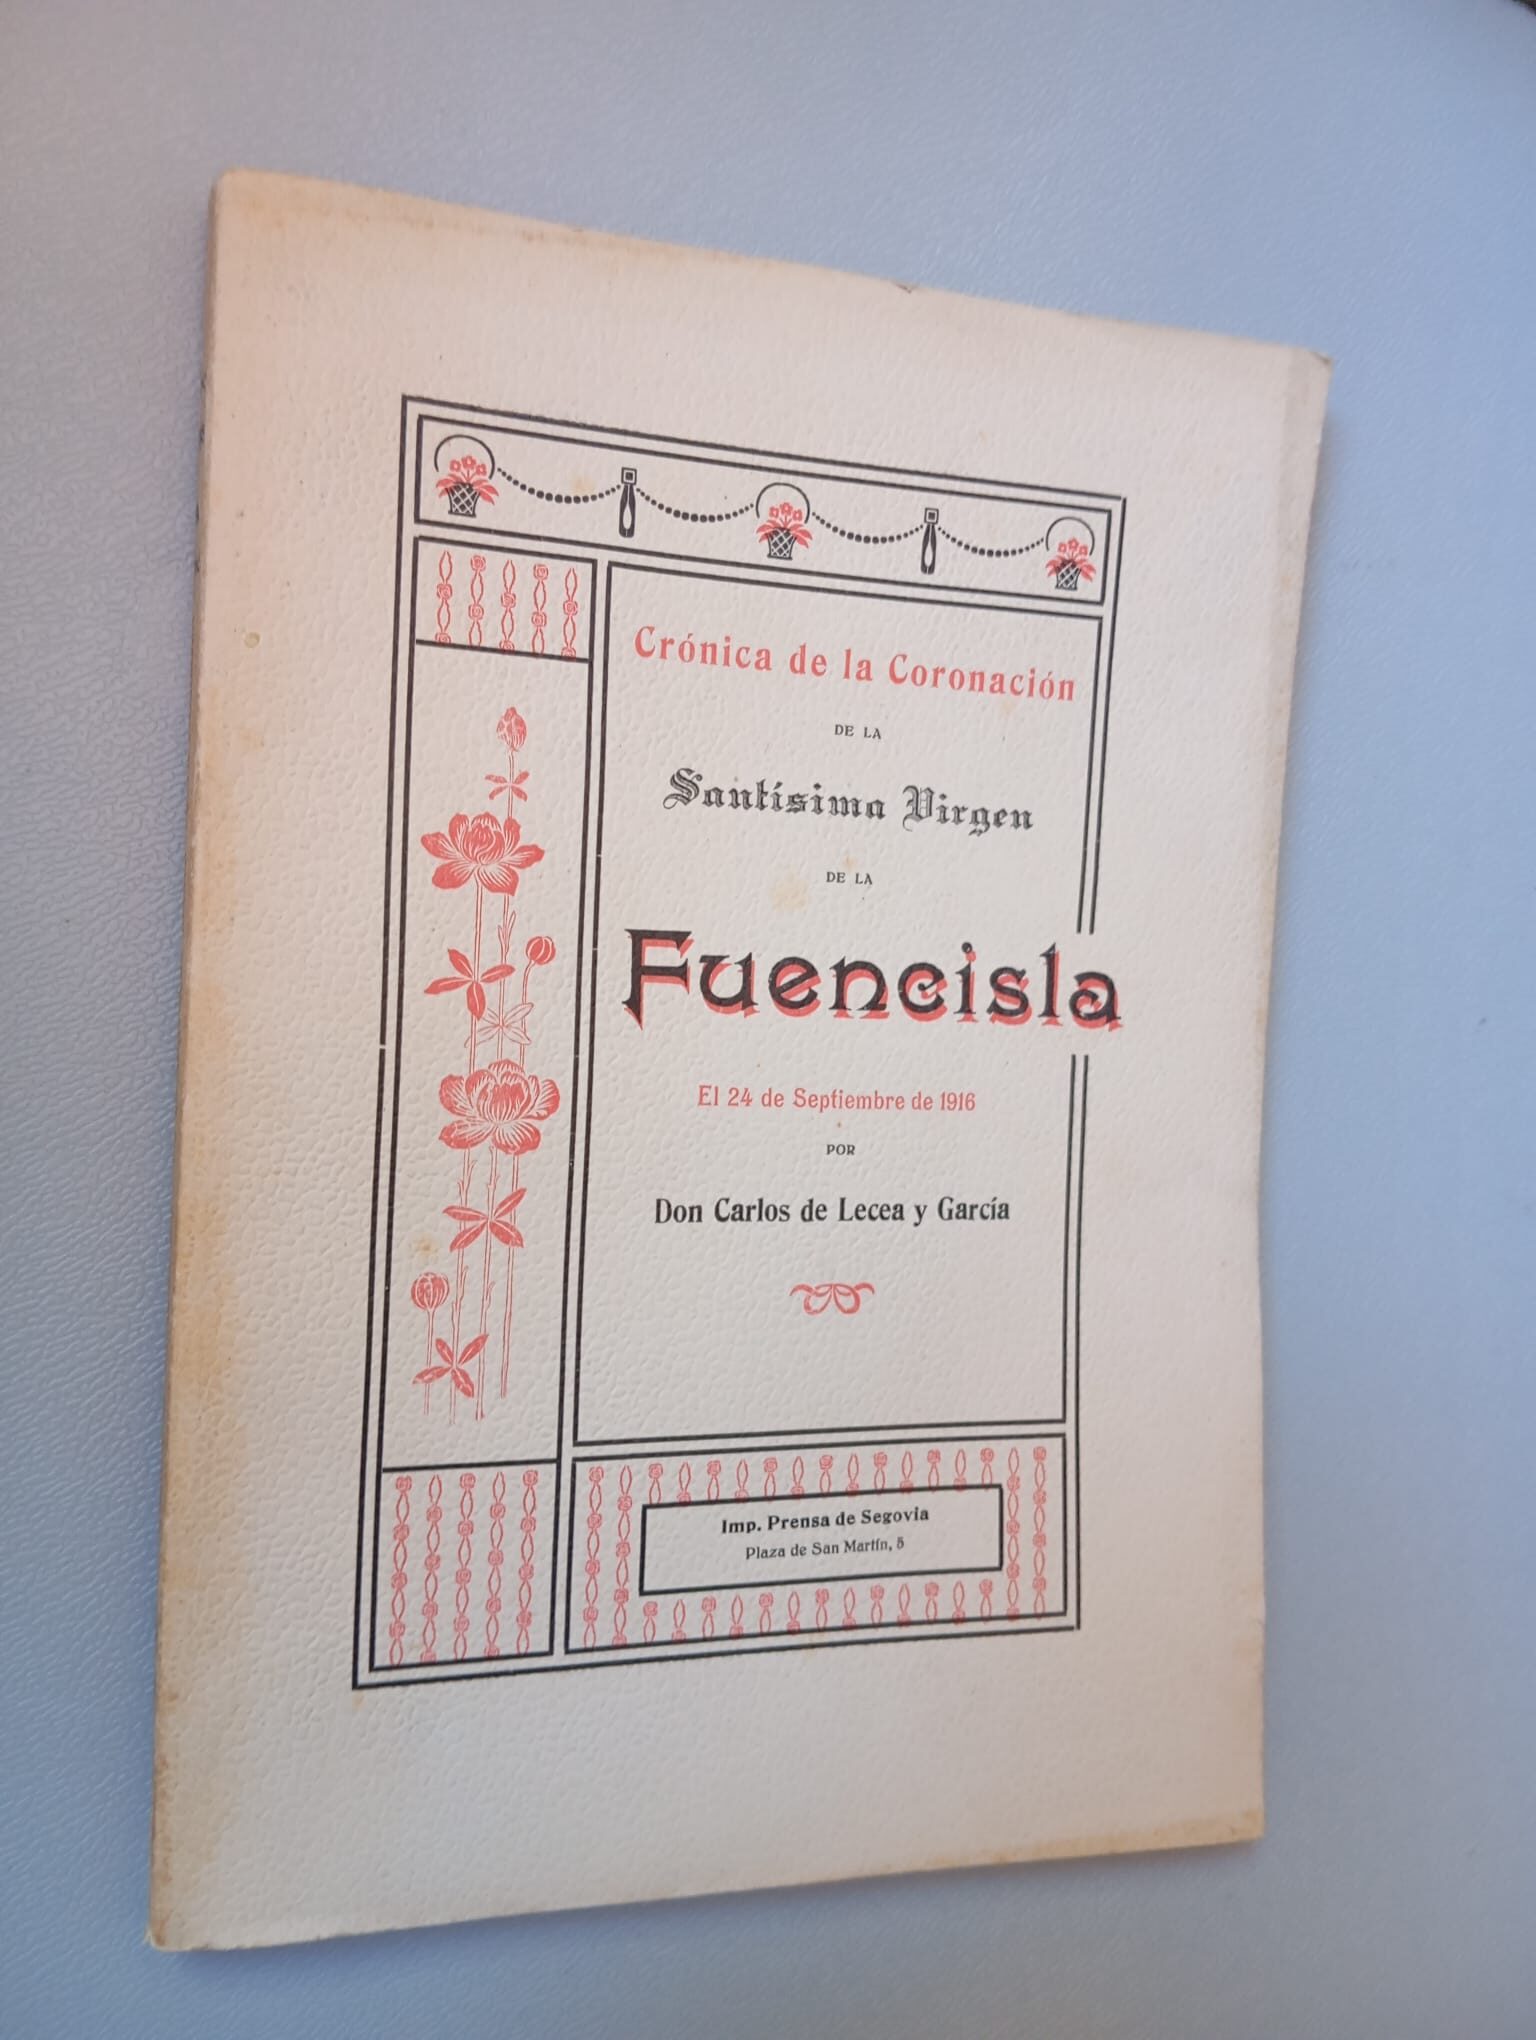 Crónica de la Coronación
DE LA
Santísima Virgen
DE LA
Fuencisla
El 24 de Septiembre de 1916
POR
Don Carlos de Lecea y García
Imp. Prensa de Segovia
Plaza de San Martín, 5